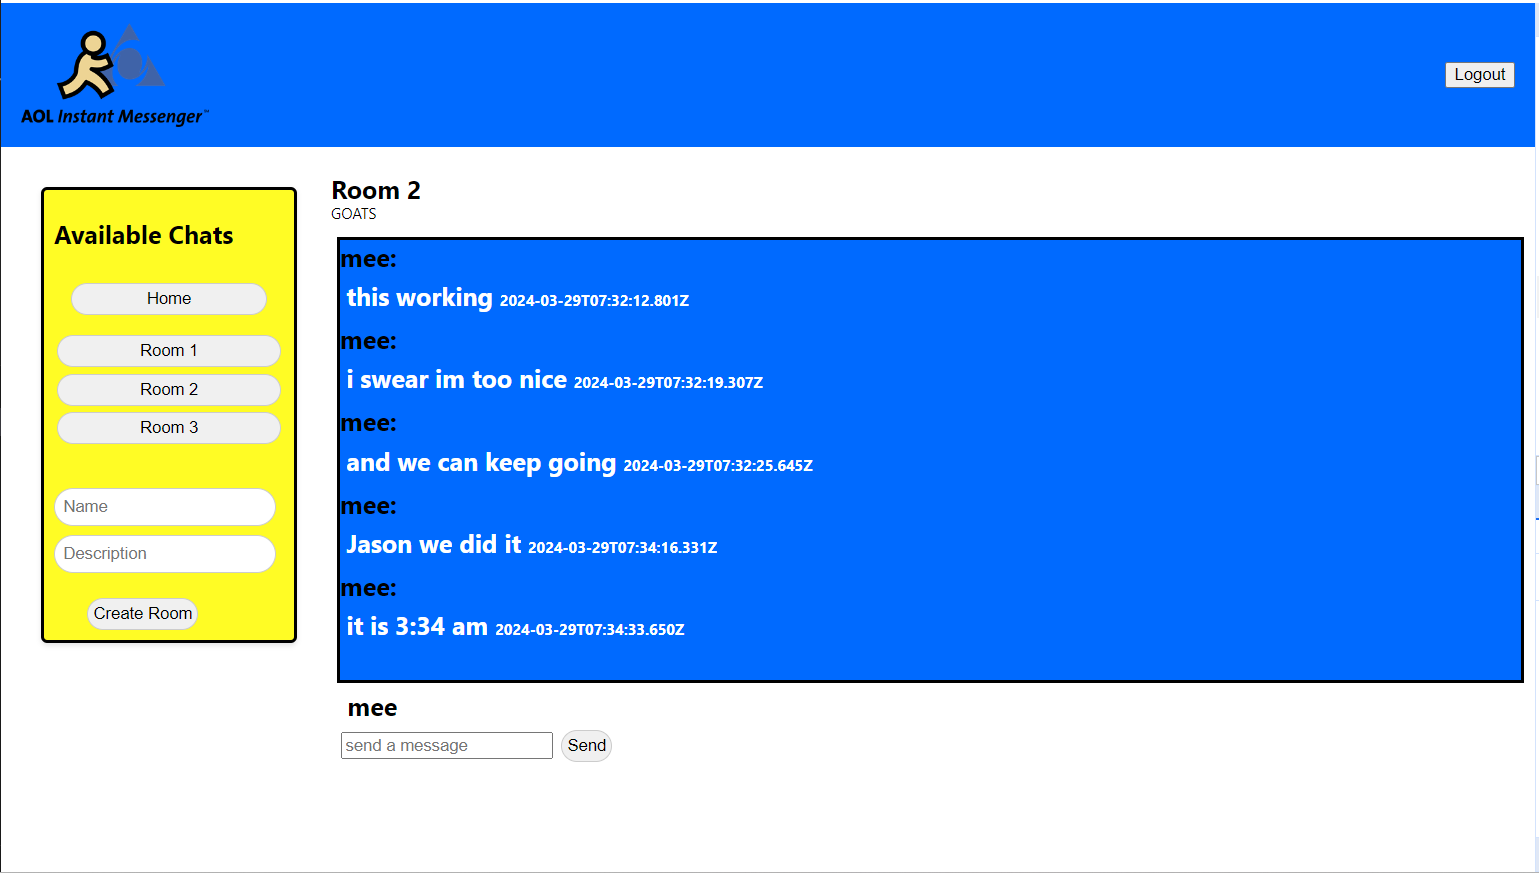 AOL Instant Messenger™
Logout
Available Chats
Home
Room 1
Room 2
Room 3
Name
Description
Create Room
Room 2
GOATS
mee:
this working 2024-03-29T07:32:12.801Z
mee:
i swear im too nice 2024-03-29T07:32:19.307Z
mee:
and we can keep going 2024-03-29T07:32:25.645Z
mee:
Jason we did it 2024-03-29T07:34:16.331Z
mee:
it is 3:34 am 2024-03-29T07:34:33.650Z
mee
send a message Send